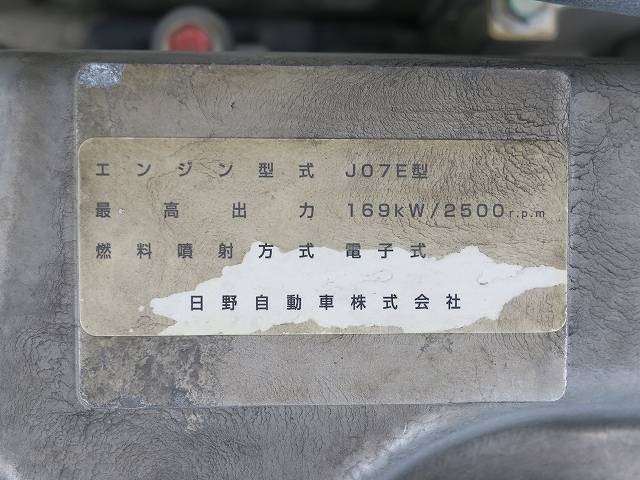 エンジン型式 J07E型
最高出力 169kW/2500r.p.m
燃料噴射方式 電子式
日野自動車株式会社